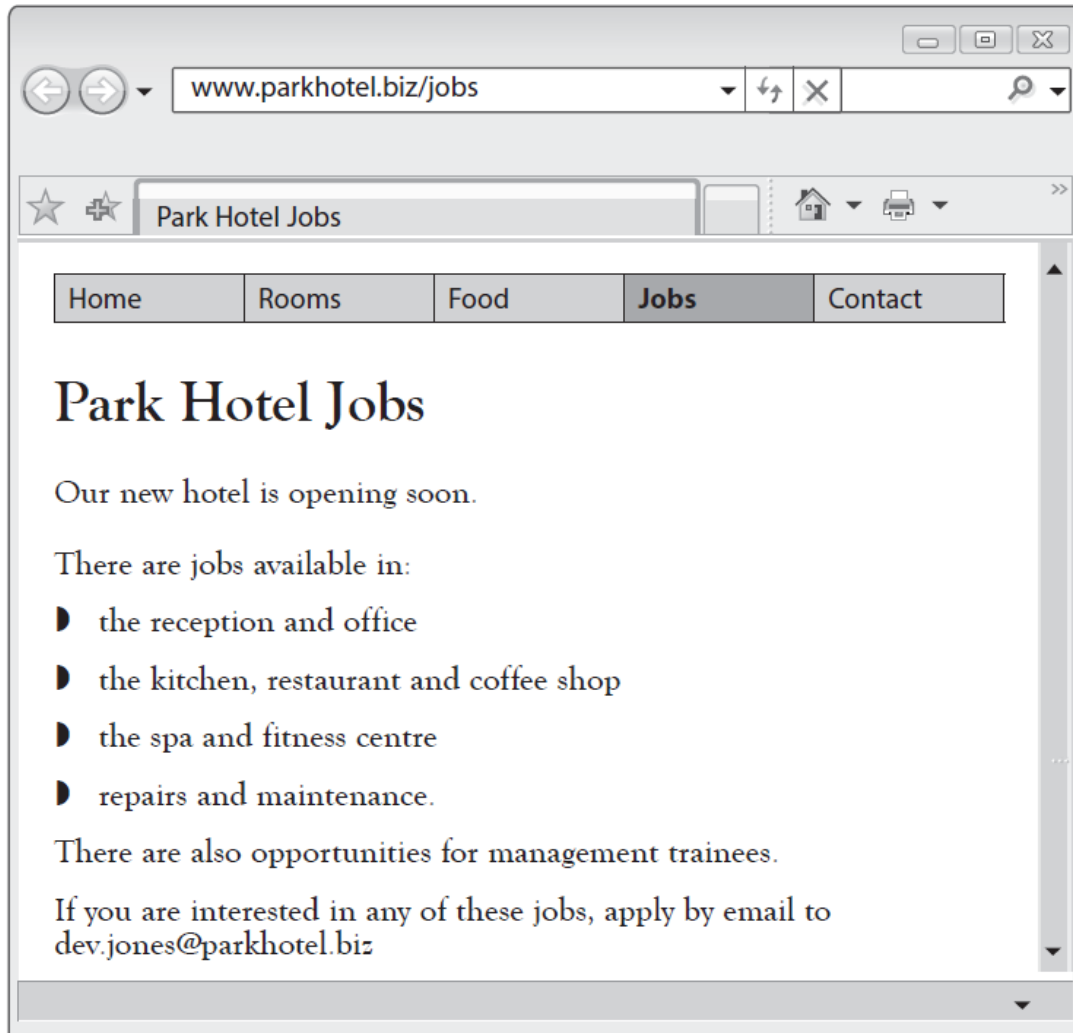 www.parkhotel.biz/jobs
Park Hotel Jobs
Home Rooms Food Jobs Contact
Park Hotel Jobs
Our new hotel is opening soon.
There are jobs available in:
the reception and office
the kitchen, restaurant and coffee shop
the spa and fitness centre
repairs and maintenance.
There are also opportunities for management trainees.
If you are interested in any of these jobs, apply by email to
dev.jones@parkhotel.biz